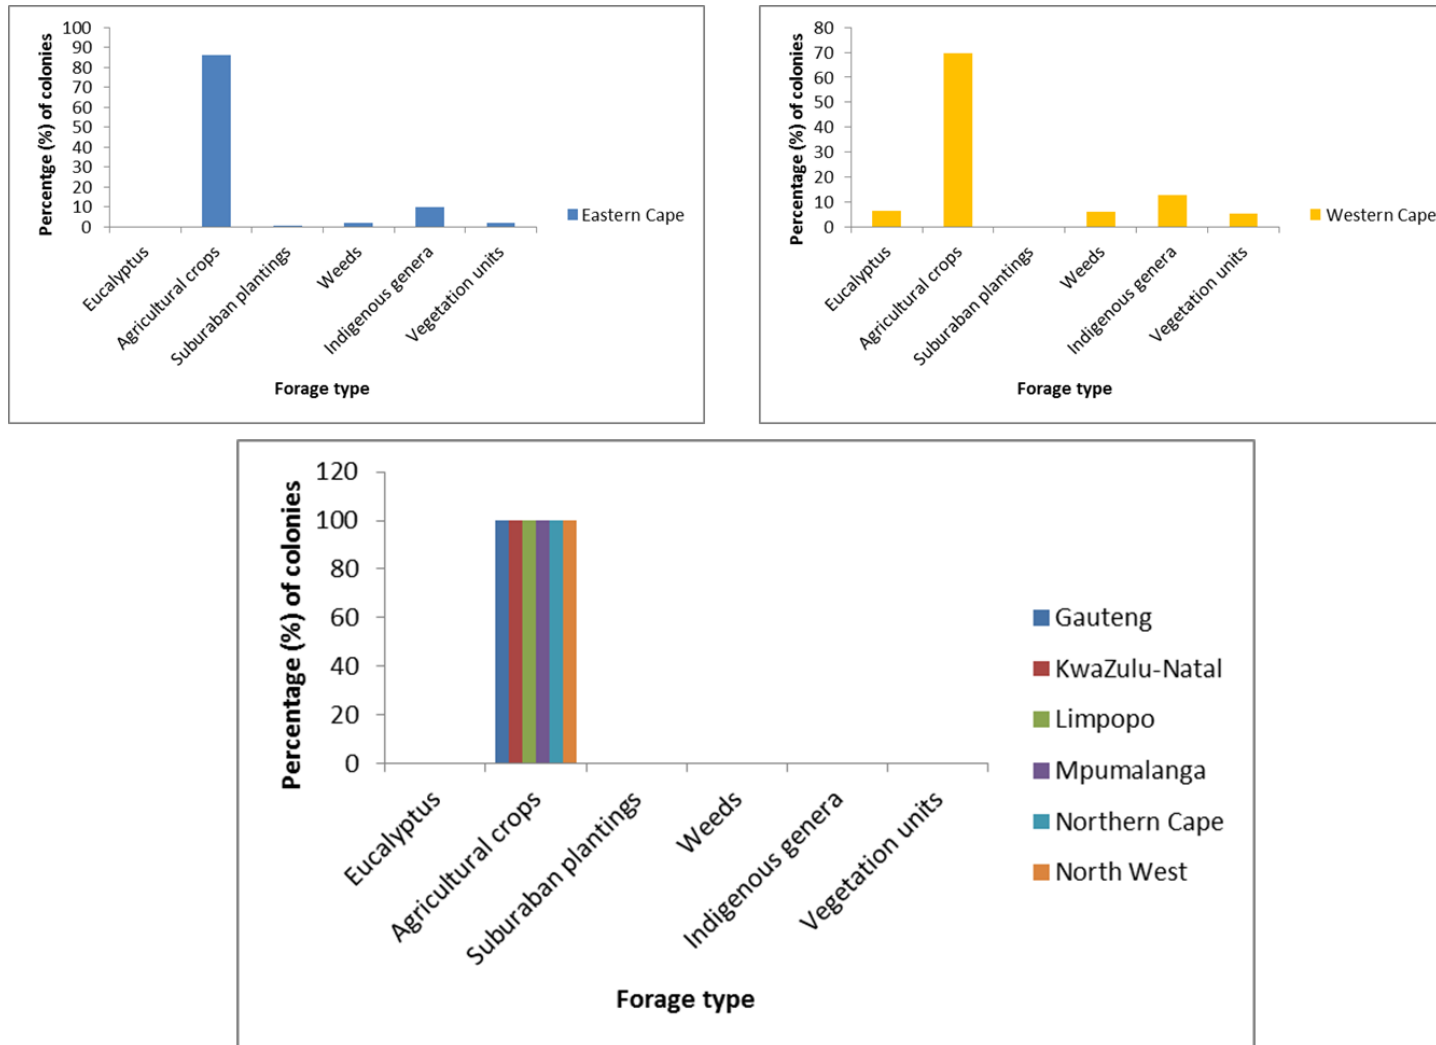 Percentge (%) of colonies
100
90
80
70
60
50
40
30
20
10
0
Eucalyptus
Agricultural crops
Suburaban plantings
Weeds
Indigenous genera
Vegetation units
Forage type
Eastern Cape
Percentage (%) of colonies
80
70
60
50
40
30
20
10
0
Eucalyptus
Agricultural crops
Suburaban plantings
Weeds
Indigenous genera
Vegetation units
Forage type
Western Cape
Percentage (%) of colonies
120
100
80
60
40
20
0
Eucalyptus
Agricultural crops
Suburaban plantings
Weeds
Indigenous genera
Vegetation units
Forage type
Gauteng
KwaZulu-Natal
Limpopo
Mpumalanga
Northern Cape
North West